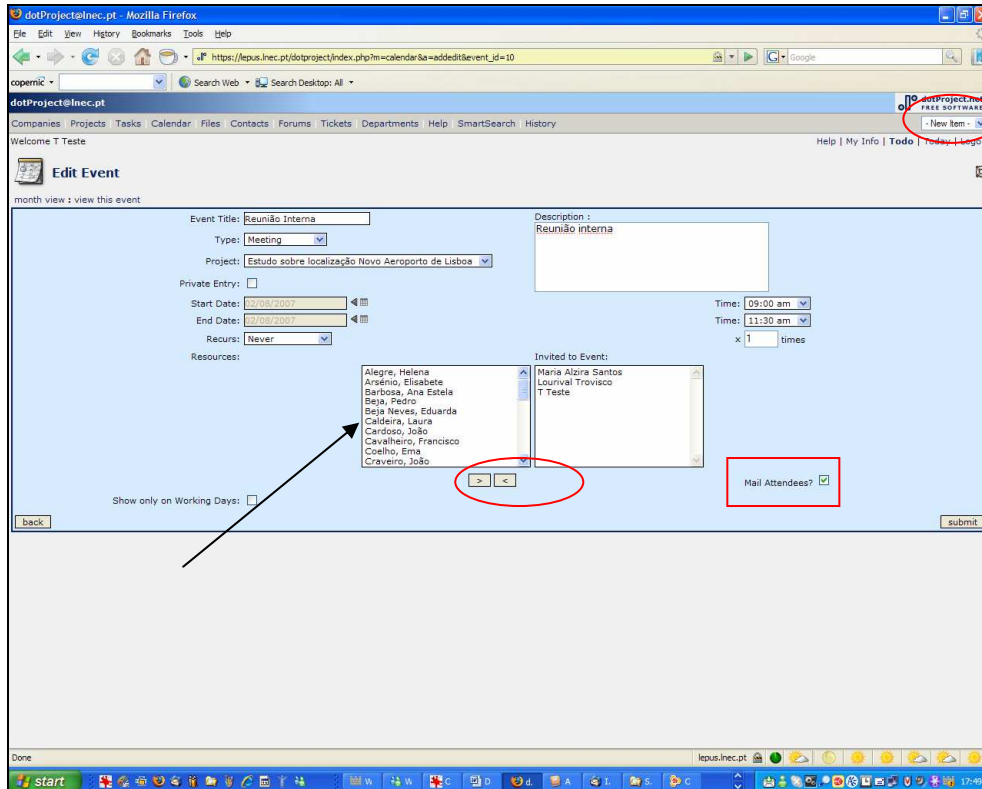 dotProject@lnec.pt - Mozilla Firefox
File Edit View History Bookmarks Tools Help
https://lepus.lnec.pt/dotproject/index.php?m=calendar&a=addedit&event_id=10 Google
copernic Search Web Search Desktop: All
dotProject@lnec.pt dotProject.net
FREE SOFTWARE
Companies Projects Tasks Calendar Files Contacts Forums Tickets Departments Help SmartSearch History - New Item -
Welcome T Teste Help | My Info | Todo | Today | Logo
Edit Event
month view : view this event
Event Title: Reunião Interna Description :
Reunião interna
Type: Meeting
Project: Estudo sobre localização Novo Aeroporto de Lisboa
Private Entry:
Start Date: 02/08/2007 Time: 09:00 am
End Date: 02/08/2007 Time: 11:30 am
Recurs: Never x 1 times
Resources: Invited to Event:
Alegre, Helena Maria Alzira Santos
Arsénio, Elisabete Lourival Trovisco
Barbosa, Ana Estela T Teste
Beja, Pedro
Beja Neves, Eduarda
Caldeira, Laura
Cardoso, João
Cavalheiro, Francisco
Coelho, Ema
Craveiro, João
> < Mail Attendees?
Show only on Working Days:
back submit
Done lepus.lnec.pt
start W W C D d. A I. S. C 17:49